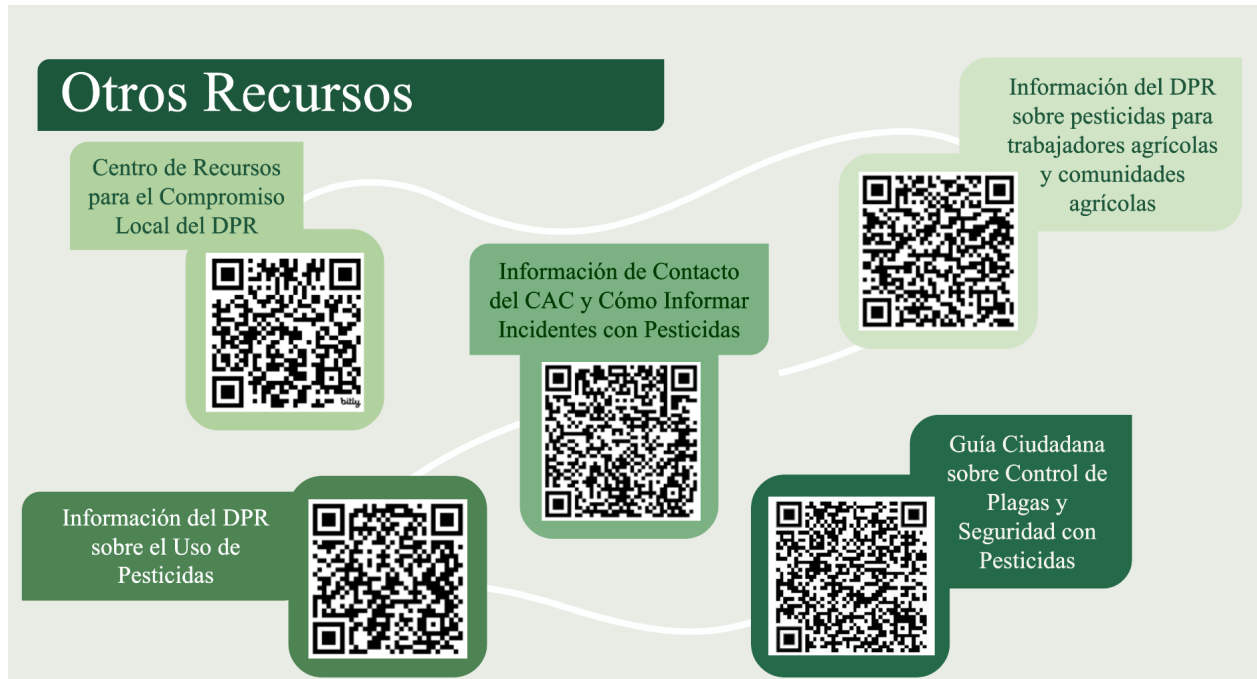 Otros Recursos
Centro de Recursos
para el Compromiso
Local del DPR
bitly
Información de Contacto
del CAC y Cómo Informar
Incidentes con Pesticidas
Información del DPR
sobre pesticidas para
trabajadores agrícolas
y comunidades
agrícolas
Información del DPR
sobre el Uso de
Pesticidas
Guía Ciudadana
sobre Control de
Plagas y
Seguridad con
Pesticidas